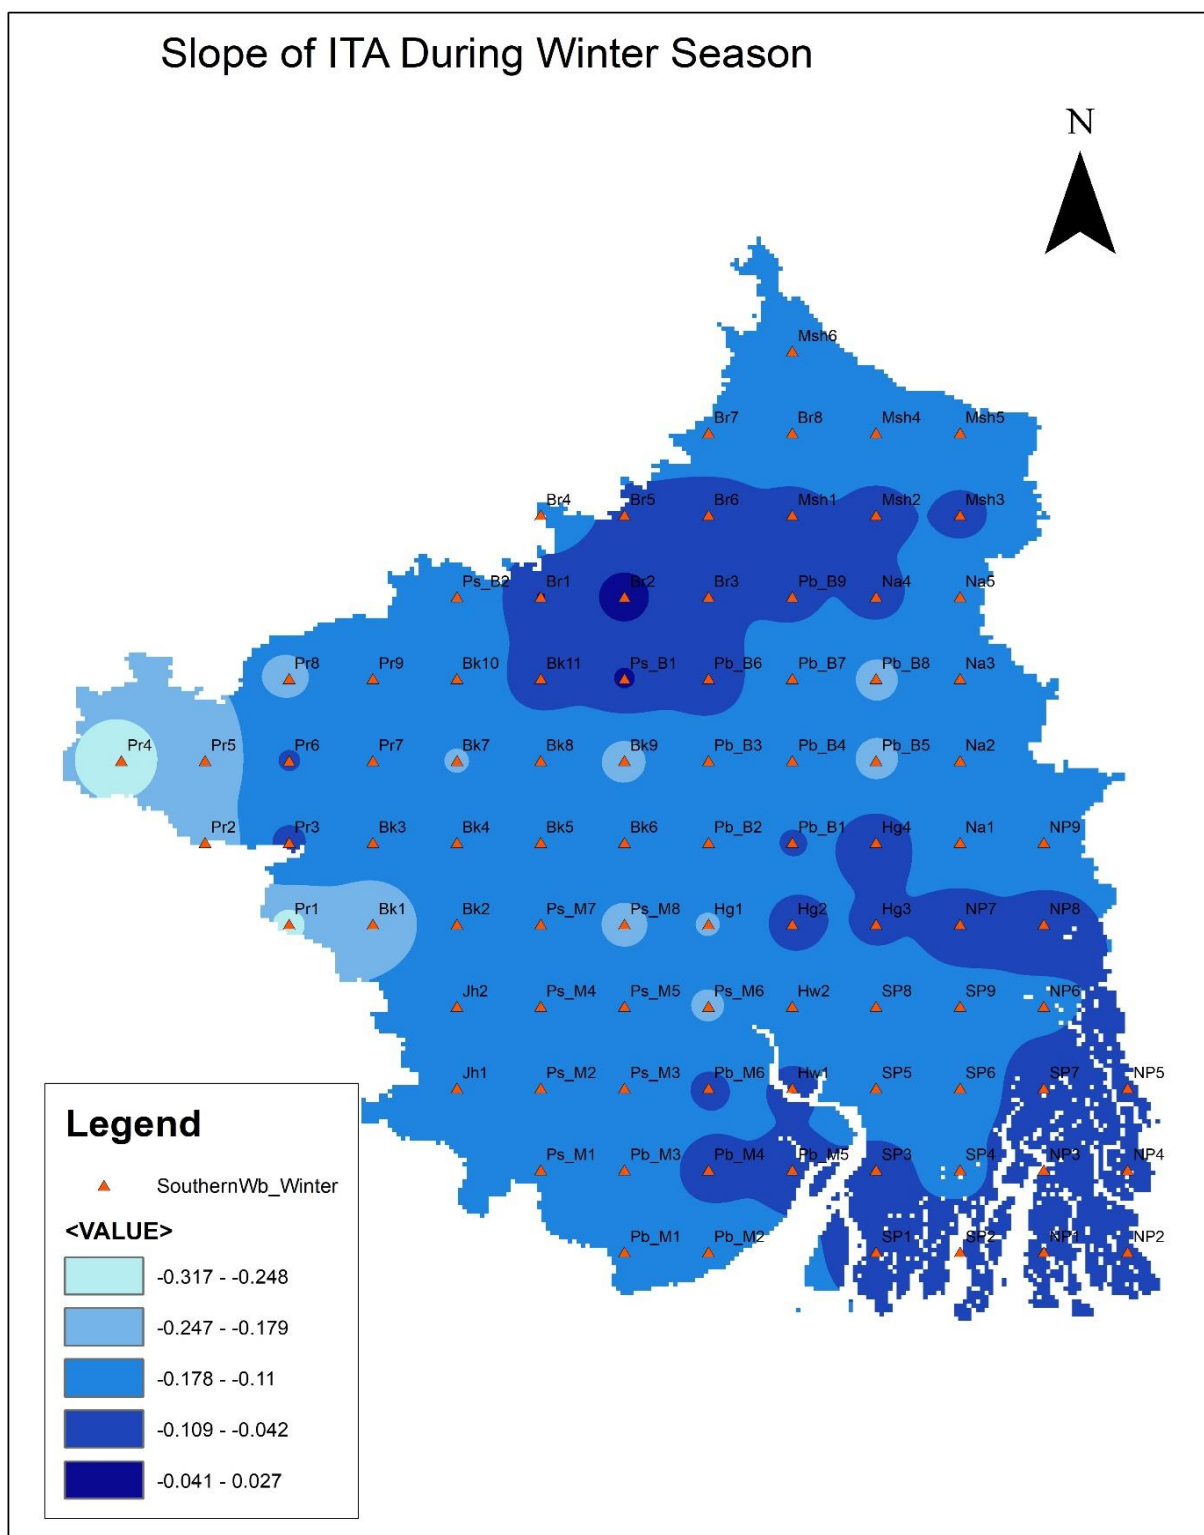 Slope of ITA During Winter Season
N
Msh6
Br7 Br8 Msh4 Msh5
Br4 Br5 Br6 Msh1 Msh2 Msh3
Ps_B2 Br1 Br2 Br3 Pb_B9 Na4 Na5
Pr8 Pr9 Bk10 Bk11 Ps_B1 Pb_B6 Pb_B7 Pb_B8 Na3
Pr4 Pr5 Pr6 Pr7 Bk7 Bk8 Bk9 Pb_B3 Pb_B4 Pb_B5 Na2
Pr2 Pr3 Bk3 Bk4 Bk5 Bk6 Pb_B2 Pb_B1 Hg4 Na1 NP9
Pr1 Bk1 Bk2 Ps_M7 Ps_M8 Hg1 Hg2 Hg3 NP7 NP8
Jh2 Ps_M4 Ps_M5 Ps_M6 Hw2 SP8 SP9 NP6
Jh1 Ps_M2 Ps_M3 Pb_M6 Hw1 SP5 SP6 SP7 NP5
Ps_M1 Pb_M3 Pb_M4 Pb_M5 SP3 SP4 NP3 NP4
Pb_M1 Pb_M2 SP1 SP2 NP1 NP2
Legend
SouthernWb_Winter
<VALUE>
-0.317 - -0.248
-0.247 - -0.179
-0.178 - -0.11
-0.109 - -0.042
-0.041 - 0.027